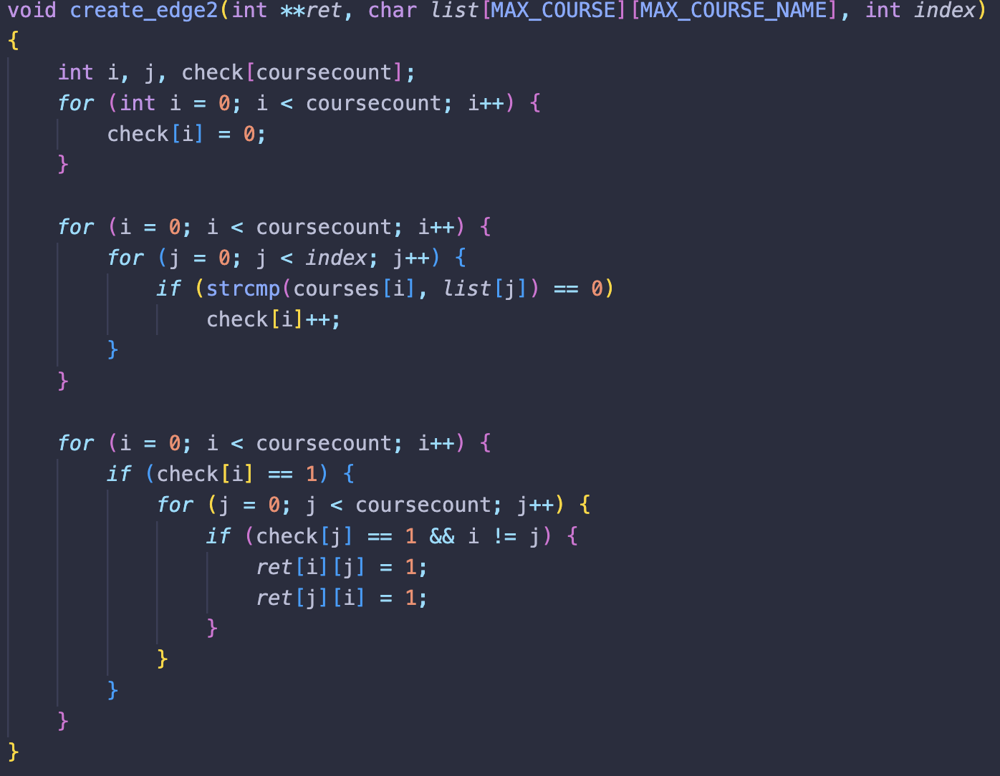 void create_edge2(int **ret, char list[MAX_COURSE][MAX_COURSE_NAME], int index)
{
    int i, j, check[coursecount];
    for (int i = 0; i < coursecount; i++) {
        check[i] = 0;
    }

    for (i = 0; i < coursecount; i++) {
        for (j = 0; j < index; j++) {
            if (strcmp(courses[i], list[j]) == 0)
                check[i]++;
        }
    }

    for (i = 0; i < coursecount; i++) {
        if (check[i] == 1) {
            for (j = 0; j < coursecount; j++) {
                if (check[j] == 1 && i != j) {
                    ret[i][j] = 1;
                    ret[j][i] = 1;
                }
            }
        }
    }
}